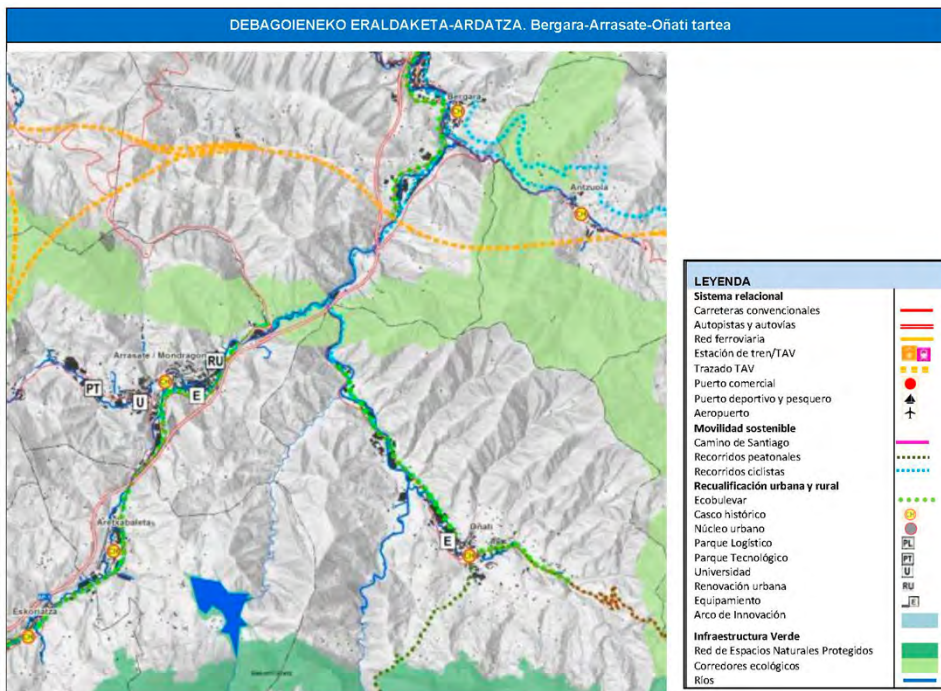 DEBAGOIENEKO ERALDAKETA-ARDATZA. Bergara-Arrasate-Oñati tartea
Bergara
Antzuola
Arrasate / Mondragón
RU
PT
U
E
Aretxabaleta
Oñati
E
Eskoriatza
LEYENDA
Sistema relacional
Carreteras convencionales
Autopistas y autovías
Red ferroviaria
Estación de tren/TAV
Trazado TAV
Puerto comercial
Puerto deportivo y pesquero
Aeropuerto
Movilidad sostenible
Camino de Santiago
Recorridos peatonales
Recorridos ciclistas
Recualificación urbana y rural
Ecobulevar
Casco histórico
Núcleo urbano
Parque Logístico
PL
Parque Tecnológico
PT
Universidad
U
Renovación urbana
RU
Equipamiento
E
Arco de Innovación
Infraestructura Verde
Red de Espacios Naturales Protegidos
Corredores ecológicos
Ríos